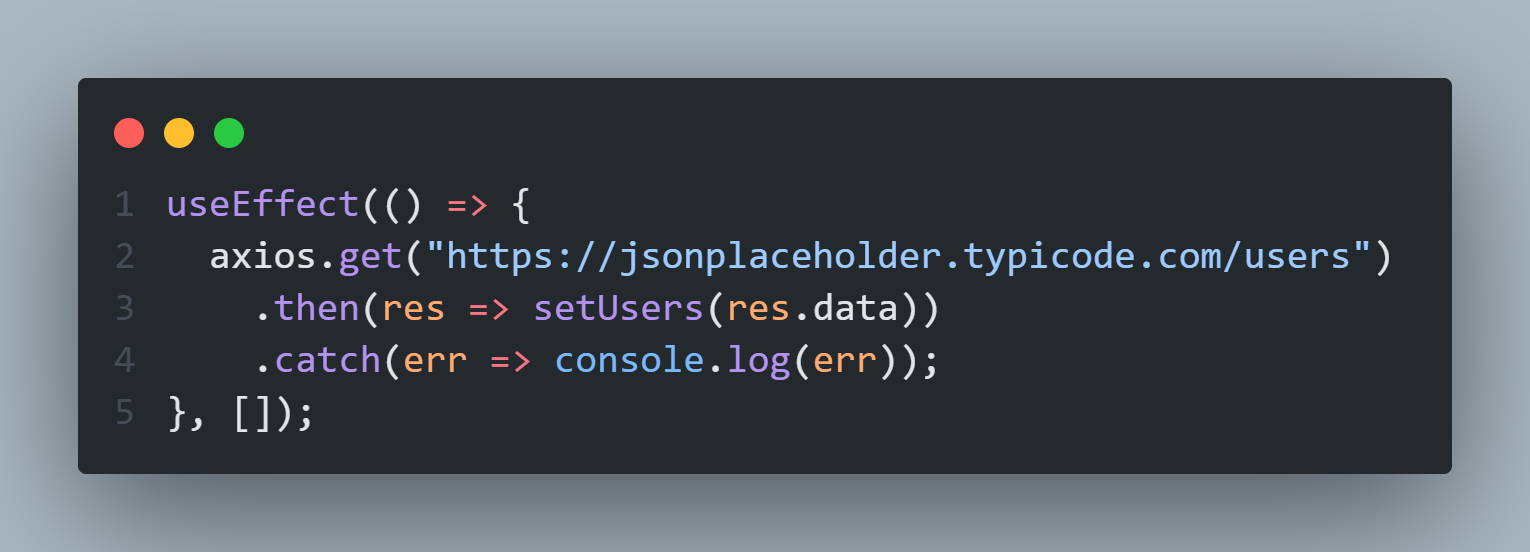 1 useEffect(() => {
2   axios.get("https://jsonplaceholder.typicode.com/users")
3     .then(res => setUsers(res.data))
4     .catch(err => console.log(err));
5 }, []);